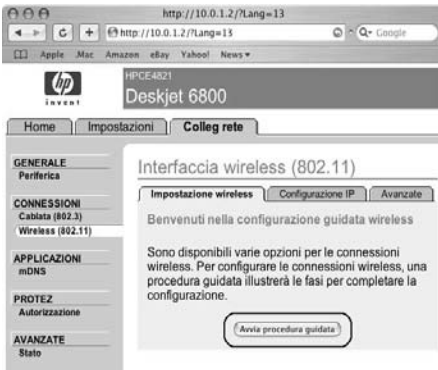 http://10.0.1.2/?Lang=13
http://10.0.1.2/?Lang=13
Q- Google
Apple Mac Amazon eBay Yahoo! News
hp
invent
HPCE4821
Deskjet 6800
Home Impostazioni Colleg rete
GENERALE
Periferica
CONNESSIONI
Cablata (802.3)
Wireless (802.11)
APPLICAZIONI
mDNS
PROTEZ
Autorizzazione
AVANZATE
Stato
Interfaccia wireless (802.11)
Impostazione wireless Configurazione IP Avanzate
Benvenuti nella configurazione guidata wireless
Sono disponibili varie opzioni per le connessioni
wireless. Per configurare le connessioni wireless, una
procedura guidata illustrerà le fasi per completare la
configurazione.
Avvia procedura guidata